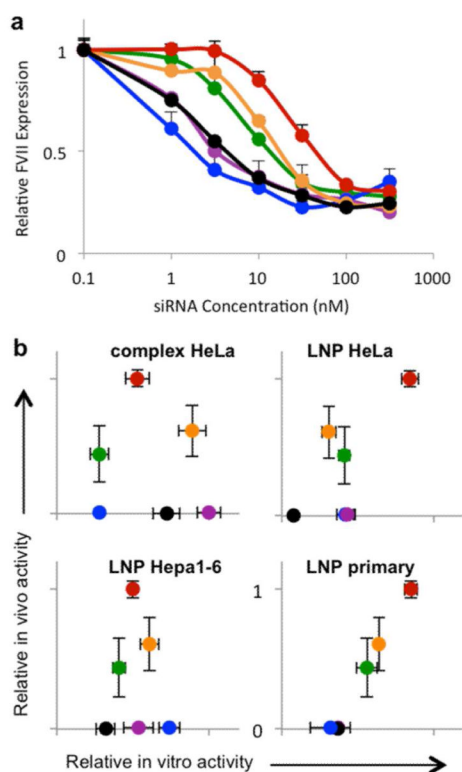 a
Relative FVII Expression
1
0.5
0
0.1
1
10
100
1000
siRNA Concentration (nM)
b
complex HeLa
LNP HeLa
LNP Hepa1-6
LNP primary
1
0
Relative in vivo activity
Relative in vitro activity